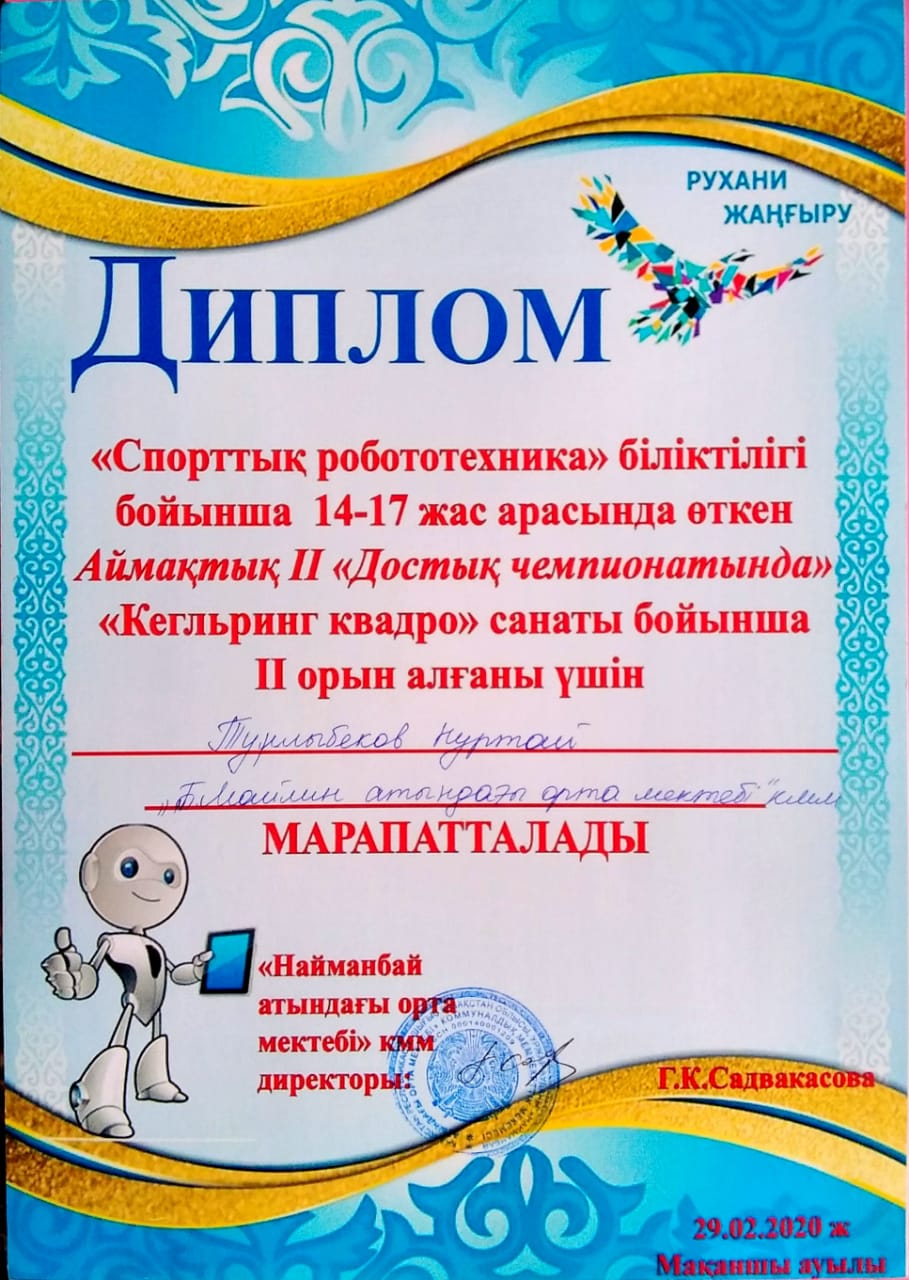 РУХАНИ
ЖАҢҒЫРУ
ДИПЛОМ
«Спорттық робототехника» біліктілігі
бойынша 14-17 жас арасында өткен
Аймақтық II «Достық чемпионатында»
«Кегльринг квадро» санаты бойынша
II орын алғаны үшін
Турлыбеков Нуртай
"Б.Майлин атындағы орта мектебі" кмм
МАРАПАТТАЛАДЫ
«Найманбай
атындағы орта
мектебі» кмм
директоры:
Г.К.Садвакасова
29.02.2020 ж
Мақаншы ауылы